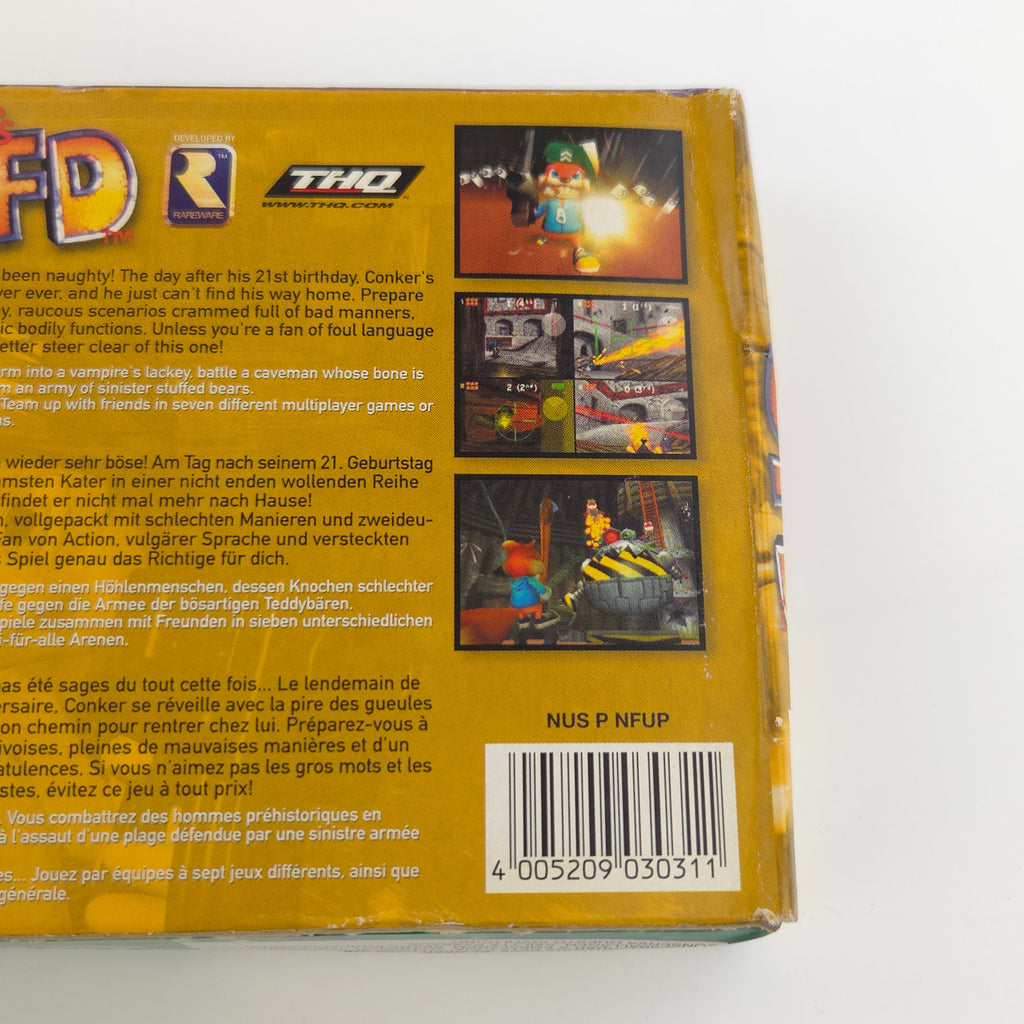 FD
TM
DEVELOPED BY
TM
RAREWARE
THQ
WWW.THQ.COM
been naughty! The day after his 21st birthday, Conker's
ver ever, and he just can't find his way home. Prepare
y, raucous scenarios crammed full of bad manners,
ic bodily functions. Unless you're a fan of foul language
etter steer clear of this one!
rm into a vampire's lackey, battle a caveman whose bone is
m an army of sinister stuffed bears.
Team up with friends in seven different multiplayer games or
s.
wieder sehr böse! Am Tag nach seinem 21. Geburtstag
msten Kater in einer nicht enden wollenden Reihe
findet er nicht mal mehr nach Hause!
n, vollgepackt mit schlechten Manieren und zweideu-
Fan von Action, vulgärer Sprache und versteckten
s Spiel genau das Richtige für dich.
gegen einen Höhlenmenschen, dessen Knochen schlechter
fe gegen die Armee der bösartigen Teddybären.
piele zusammen mit Freunden in sieben unterschiedlichen
i-für-alle Arenen.
as été sages du tout cette fois... Le lendemain de
ersaire, Conker se réveille avec la pire des gueules
on chemin pour rentrer chez lui. Préparez-vous à
ivoises, pleines de mauvaises manières et d'un
atulences. Si vous n'aimez pas les gros mots et les
stes, évitez ce jeu à tout prix!
. Vous combattrez des hommes préhistoriques en
à l'assaut d'une plage défendue par une sinistre armée
es... Jouez par équipes à sept jeux différents, ainsi que
générale.
2 (2nd)
0 (3rd)
NUS P NFUP
4 005209 030311